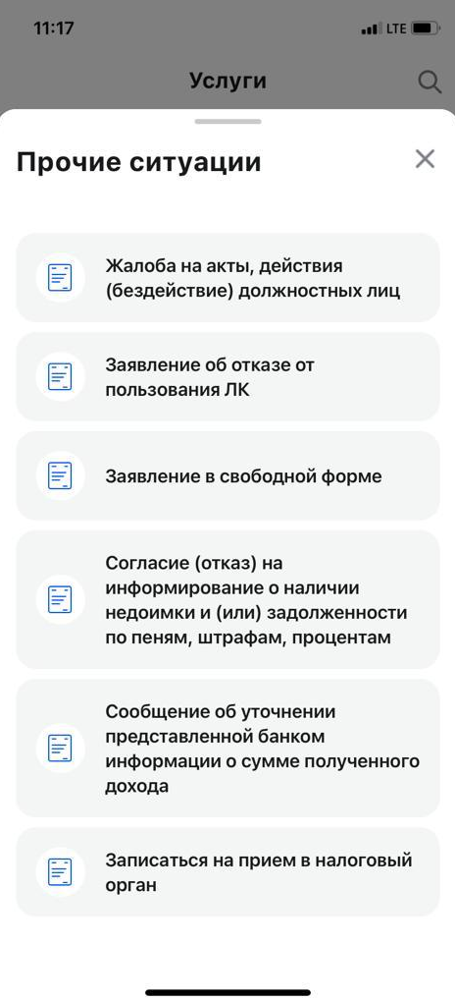 11:17
LTE
Услуги
Прочие ситуации
Жалоба на акты, действия
(бездействие) должностных лиц
Заявление об отказе от
пользования ЛК
Заявление в свободной форме
Согласие (отказ) на
информирование о наличии
недоимки и (или) задолженности
по пеням, штрафам, процентам
Сообщение об уточнении
представленной банком
информации о сумме полученного
дохода
Записаться на прием в налоговый
орган